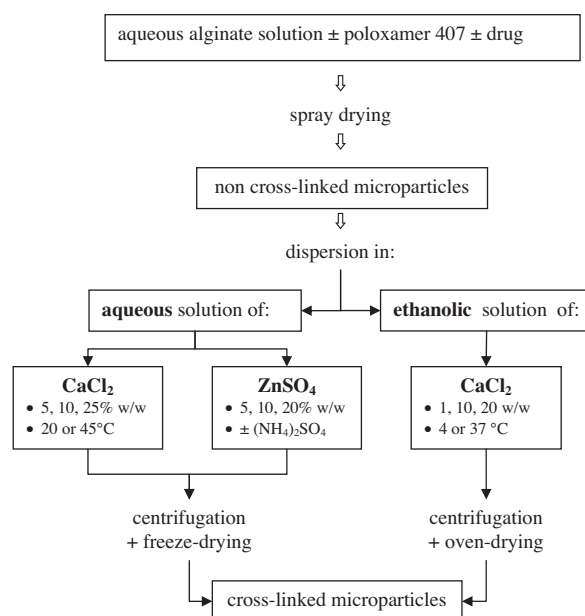 aqueous alginate solution ± poloxamer 407 ± drug
spray drying
non cross-linked microparticles
dispersion in:
aqueous solution of:
ethanolic solution of:
CaCl₂
• 5, 10, 25% w/w
• 20 or 45°C
ZnSO₄
• 5, 10, 20% w/w
• ± (NH₄)₂SO₄
CaCl₂
• 1, 10, 20 w/w
• 4 or 37 °C
centrifugation
+ freeze-drying
centrifugation
+ oven-drying
cross-linked microparticles